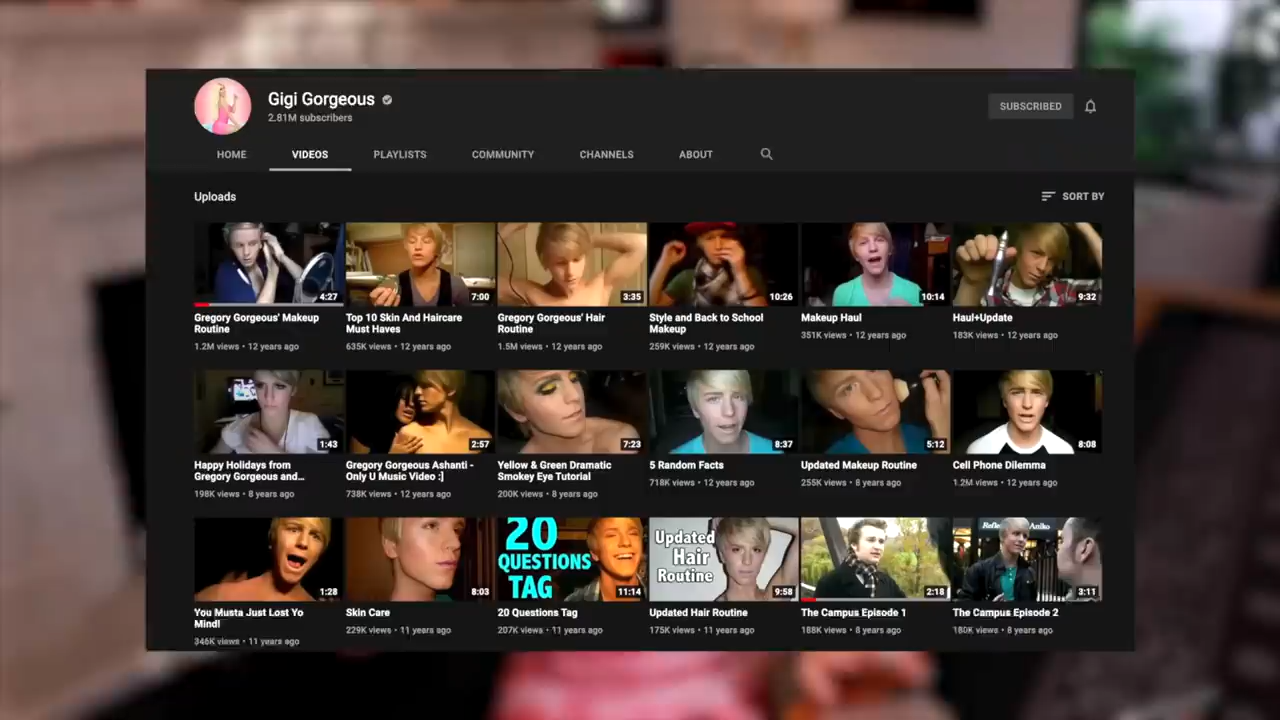 Gigi Gorgeous
2.81M subscribers
SUBSCRIBED
HOME VIDEOS PLAYLISTS COMMUNITY CHANNELS ABOUT
Uploads
SORT BY
4:27 7:00 3:35 10:26 10:14 9:32
Gregory Gorgeous' Makeup Routine
1.2M views • 12 years ago
Top 10 Skin And Haircare Must Haves
635K views • 12 years ago
Gregory Gorgeous' Hair Routine
1.5M views • 12 years ago
Style and Back to School Makeup
259K views • 12 years ago
Makeup Haul
351K views • 12 years ago
Haul+Update
183K views • 12 years ago
1:43 2:57 7:23 8:37 5:12 8:08
Happy Holidays from Gregory Gorgeous and...
198K views • 8 years ago
Gregory Gorgeous Ashanti - Only U Music Video :]
738K views • 12 years ago
Yellow & Green Dramatic Smokey Eye Tutorial
200K views • 8 years ago
5 Random Facts
718K views • 12 years ago
Updated Makeup Routine
255K views • 8 years ago
Cell Phone Dilemma
1.2M views • 12 years ago
20
QUESTIONS
TAG
Updated
Hair
Routine
1:28 8:03 11:14 9:58 2:18 3:11
You Musta Just Lost Yo Mind!
346K views • 11 years ago
Skin Care
229K views • 11 years ago
20 Questions Tag
207K views • 11 years ago
Updated Hair Routine
175K views • 11 years ago
The Campus Episode 1
188K views • 8 years ago
The Campus Episode 2
180K views • 8 years ago